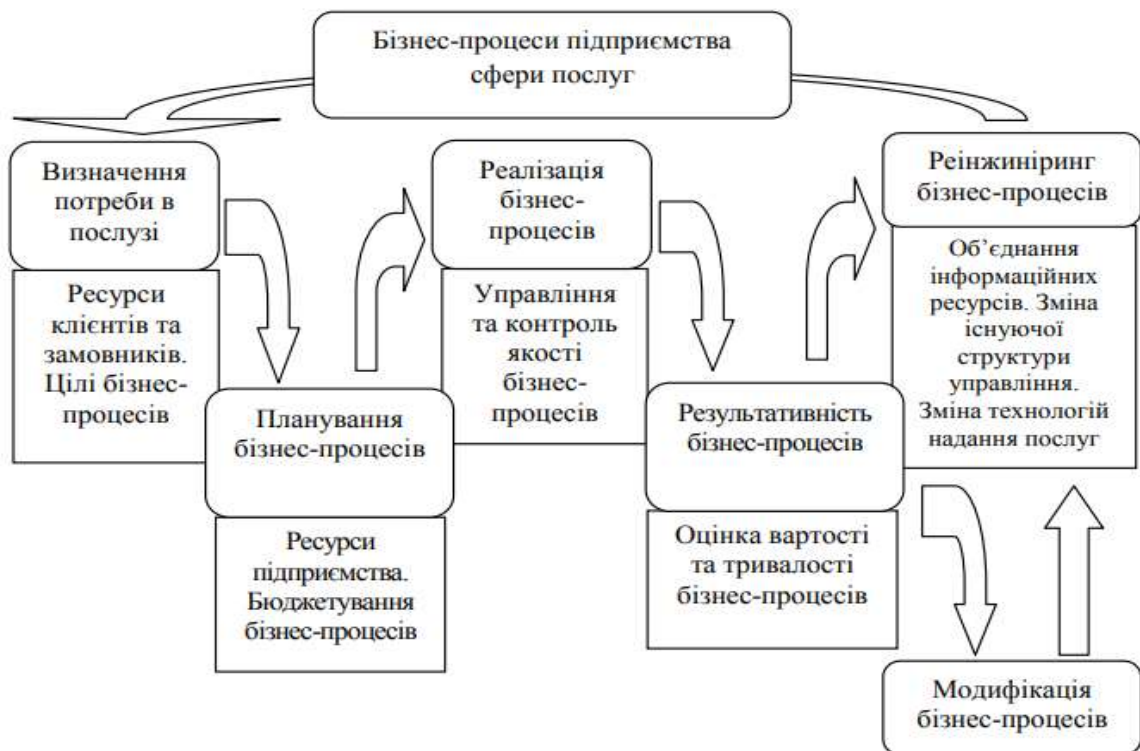 Бізнес-процеси підприємства
сфери послуг
Визначення
потреби в
послузі
Ресурси
клієнтів та
замовників.
Цілі бізнес-
процесів
Планування
бізнес-процесів
Ресурси
підприємства.
Бюджетування
бізнес-процесів
Реалізація
бізнес-
процесів
Управління
та контроль
якості
бізнес-
процесів
Результативність
бізнес-процесів
Оцінка вартості
та тривалості
бізнес-процесів
Реінжиніринг
бізнес-процесів
Об’єднання
інформаційних
ресурсів. Зміна
існуючої
структури
управління.
Зміна технологій
надання послуг
Модифікація
бізнес-процесів